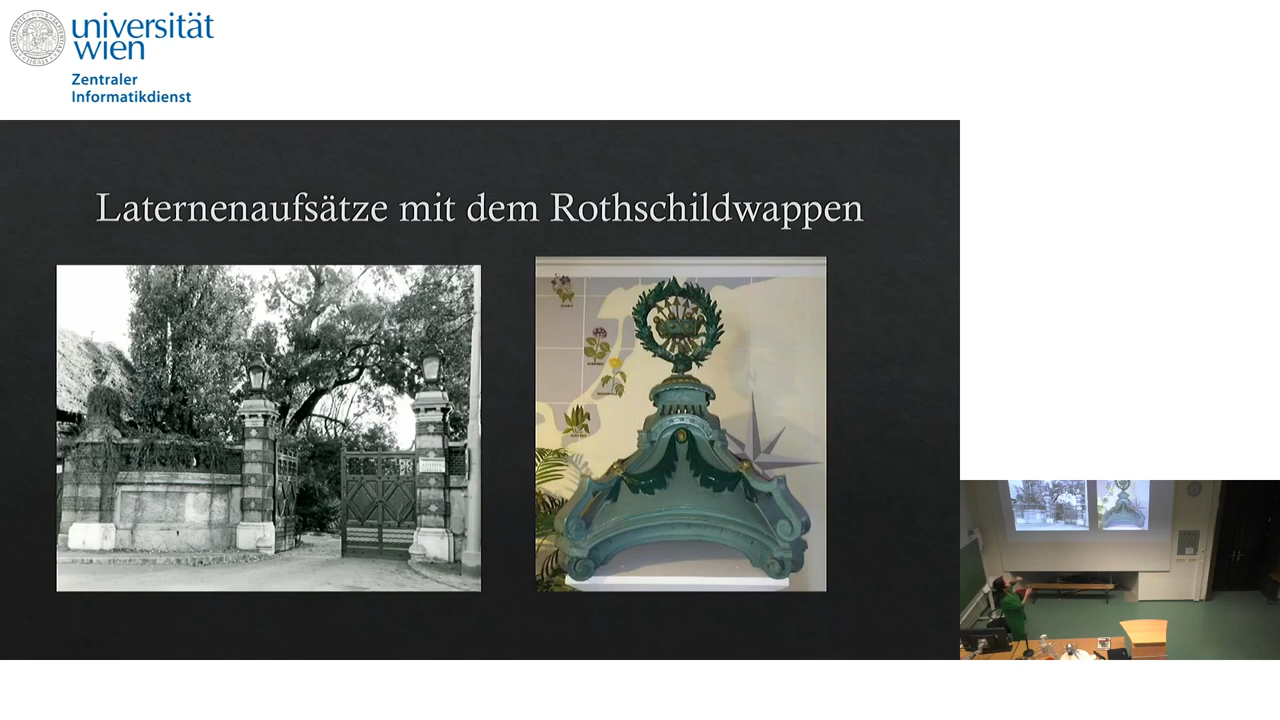 universität
wien
Zentraler
Informatikdienst
Laternenaufsätze mit dem Rothschildwappen